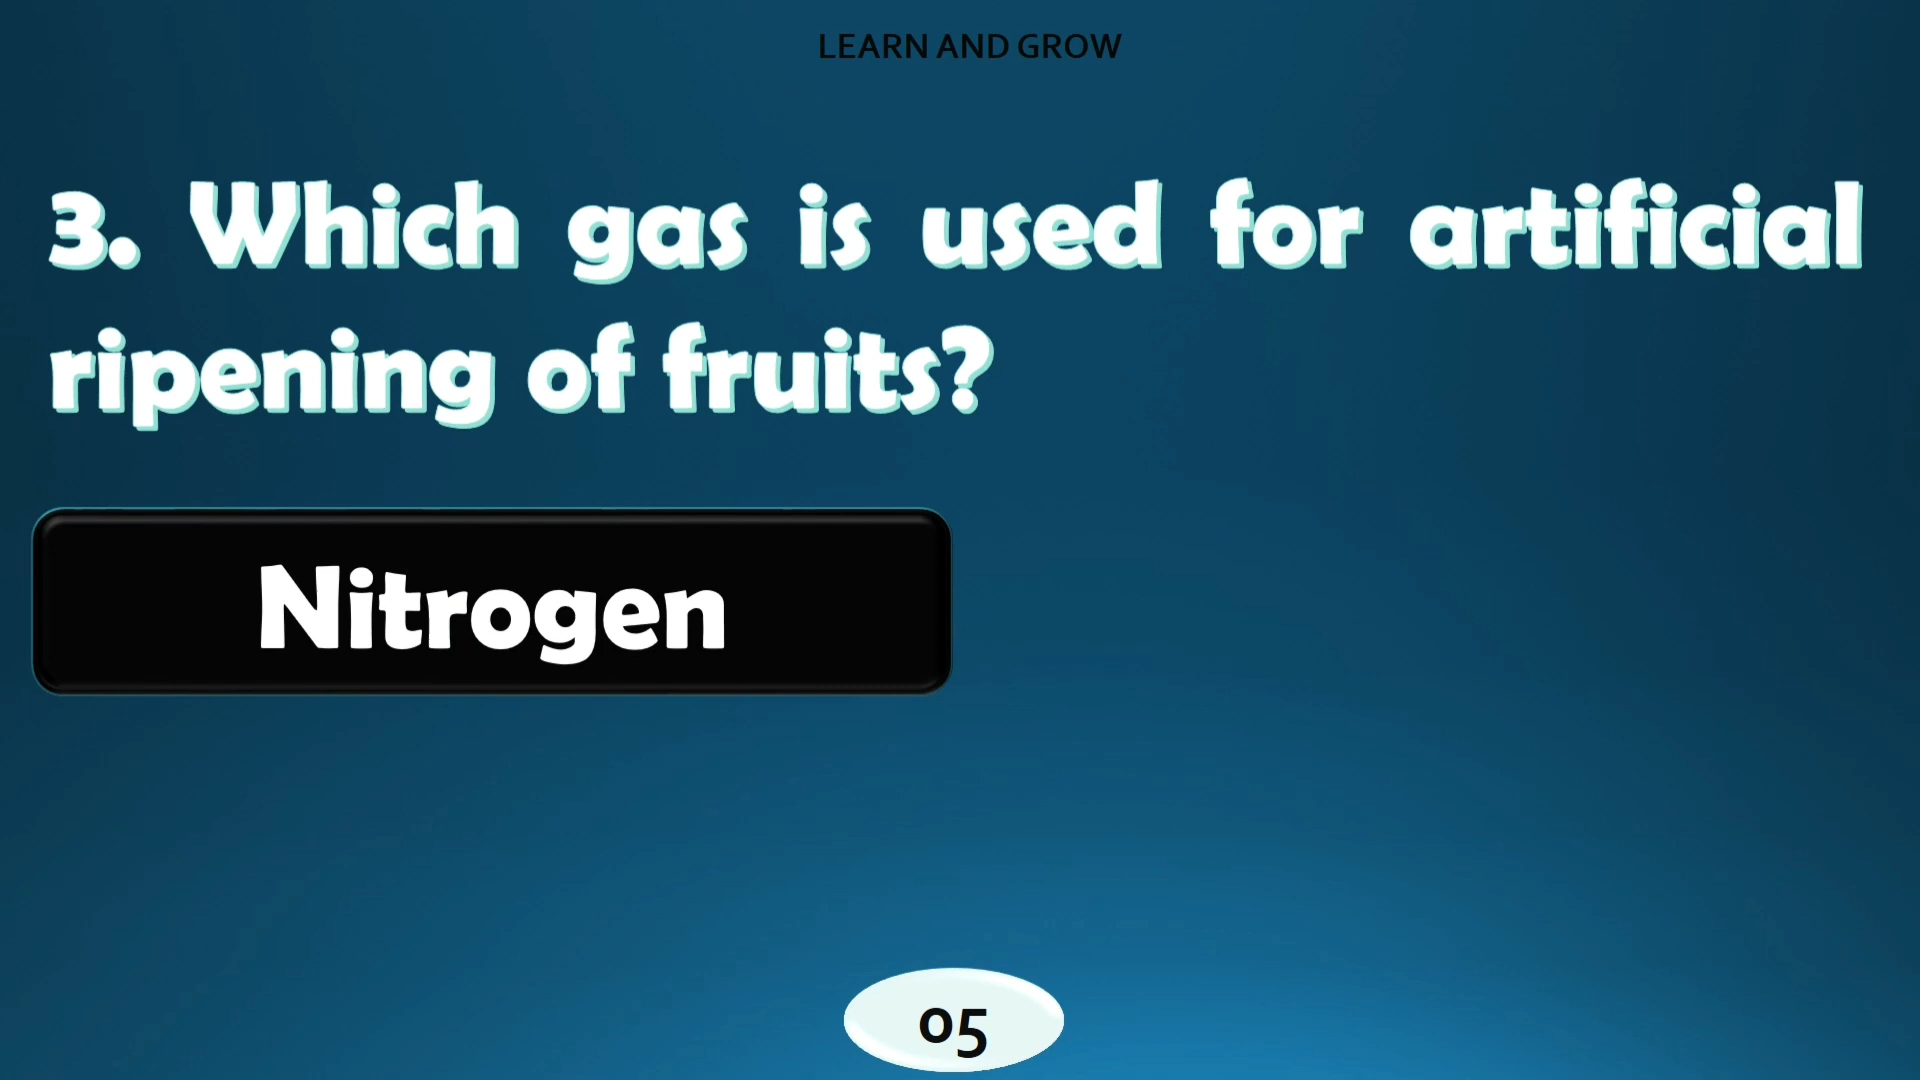 LEARN AND GROW
3. Which gas is used for artificial
ripening of fruits?
Nitrogen
05